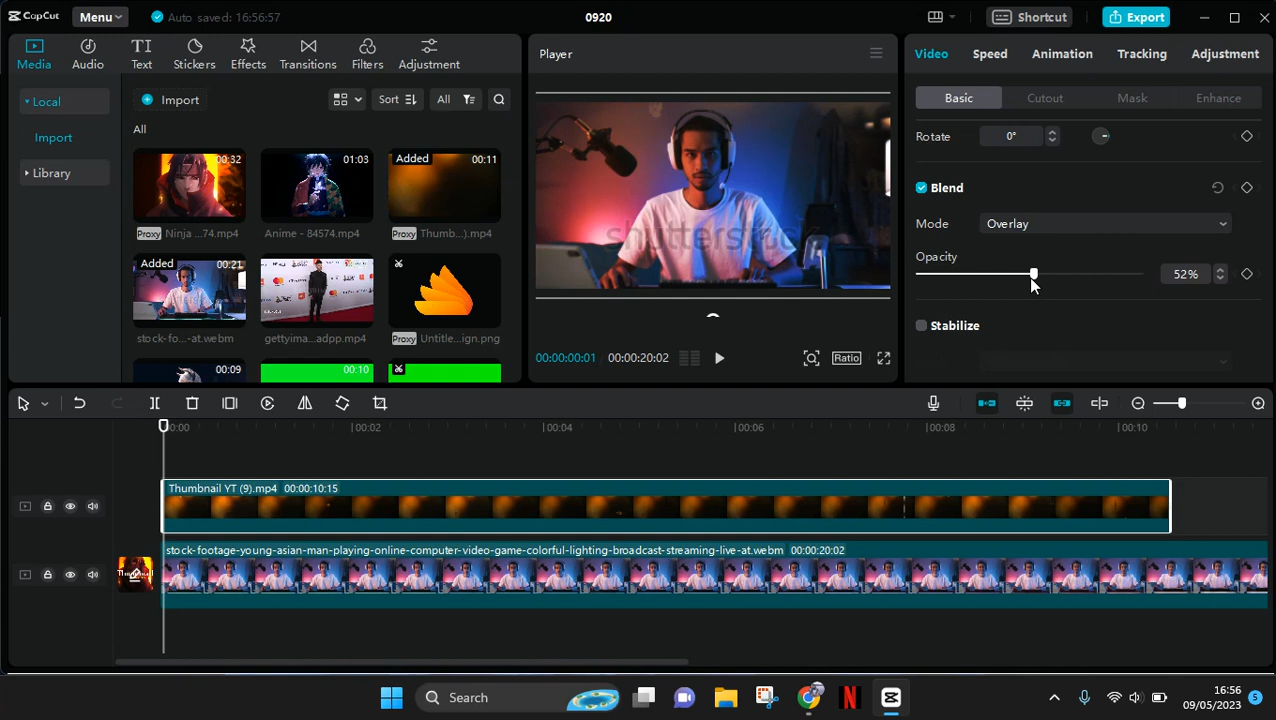 CapCut
Menu
Auto saved: 16:56:57
0920
Shortcut
Export
Media
Audio
Text
Stickers
Effects
Transitions
Filters
Adjustment
Local
Import
Library
Import
Sort
All
All
00:32
Proxy Ninja ...74.mp4
01:03
Anime - 84574.mp4
Added 00:11
Proxy Thumb...).mp4
Added 00:21
stock-fo...-at.webm
gettyima...adpp.mp4
Proxy Untitle...ign.png
00:09
00:10
Player
shutterstock
00:00:00:01
00:00:20:02
Ratio
Video
Speed
Animation
Tracking
Adjustment
Basic
Cutout
Mask
Enhance
Rotate
0°
Blend
Mode
Overlay
Opacity
52%
Stabilize
00:00
00:02
00:04
00:06
00:08
00:10
Thumbnail YT (9).mp4 00:00:10:15
stock-footage-young-asian-man-playing-online-computer-video-game-colorful-lighting-broadcast-streaming-live-at.webm 00:00:20:02
Search
16:56
09/05/2023
5